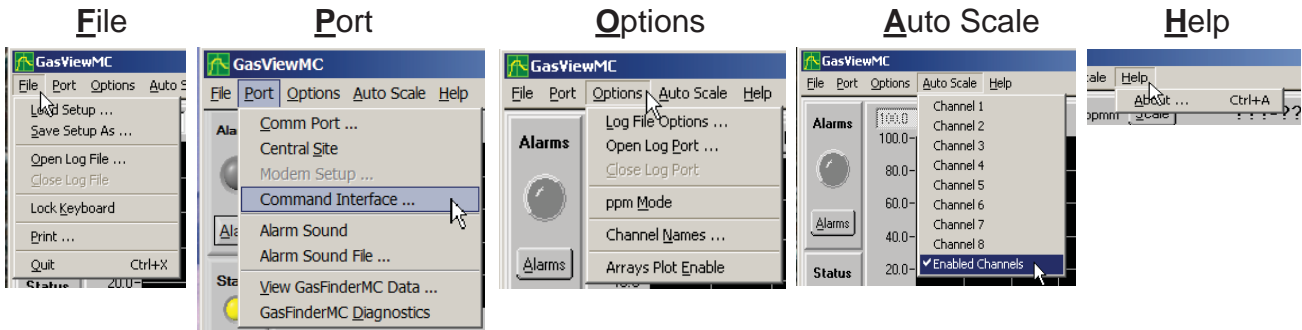 File
GasViewMC
File Port Options Auto S
Load Setup ...
Save Setup As ...
Open Log File ...
Close Log File
Lock Keyboard
Print ...
Quit Ctrl+X
Status 20.0-
Port
GasViewMC
File Port Options Auto Scale Help
Ala
Comm Port ...
Central Site
Modem Setup ...
Command Interface ...
Ala
Alarm Sound
Alarm Sound File ...
Sta
View GasFinderMC Data ...
GasFinderMC Diagnostics
Options
GasViewMC
File Port Options Auto Scale Help
Alarms
Log File Options ...
Open Log Port ...
Close Log Port
ppm Mode
Channel Names ...
Alarms
Arrays Plot Enable
Auto Scale
GasViewMC
File Port Options Auto Scale Help
Alarms
100.0
100.0-
80.0-
60.0-
40.0-
20.0-
Alarms
Status
Channel 1
Channel 2
Channel 3
Channel 4
Channel 5
Channel 6
Channel 7
Channel 8
Enabled Channels
Help
cale Help
About ... Ctrl+A
Scale